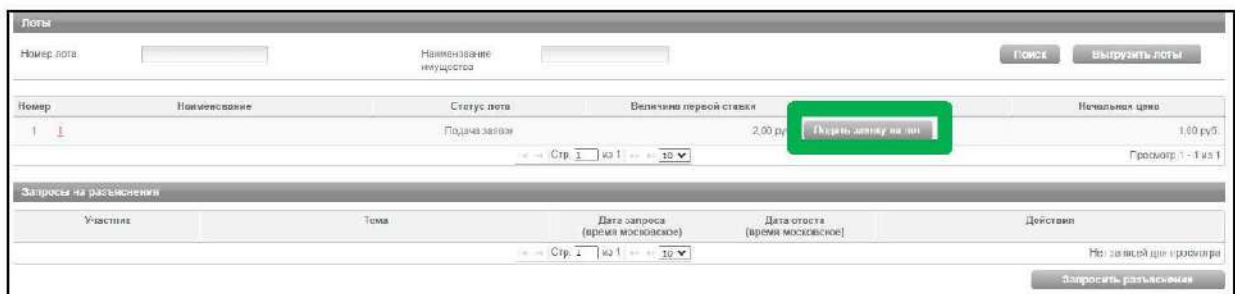 Лоты
Номер лота
Наименование
имущества
Поиск
Выгрузить лоты
Номер Наименование Статус лота Величина первой ставки Начальная цена
1 1 Подача заявок 2,00 ру Подать заявку на лот 1,00 руб.
Стр. 1 из 1 10 Просмотр 1 - 1 из 1
Запросы на разъяснения
Участник Тема Дата запроса
(время московское) Дата ответа
(время московское) Действия
Стр. 1 из 1 10 Нет записей для просмотра
Запросить разъяснения